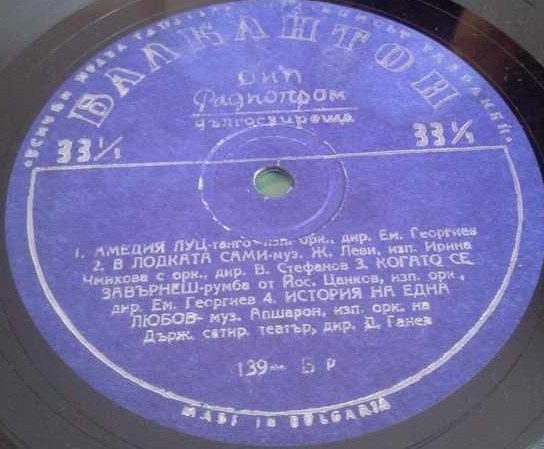 БАЛКАНТОН
ДИП
Радиопром
дългосвиреща
33⅓ 33⅓
1. АМЕДИЯ ЛУЦ-танго-изп. орк., дир. Ем. Георгиев
2. В ЛОДКАТА САМИ-муз. Ж. Леви, изп. Ирина
Чмихова с орк., дир. В. Стефанов 3. КОГАТО СЕ
ЗАВЪРНЕШ-румба от Йос. Цанков, изп. орк.,
дир. Ем. Георгиев 4. ИСТОРИЯ НА ЕДНА
ЛЮБОВ- муз. Апшарон, изп. орк. на
Държ. сатир. театър, дир. Д. Ганев
139
MADE IN BULGARIA